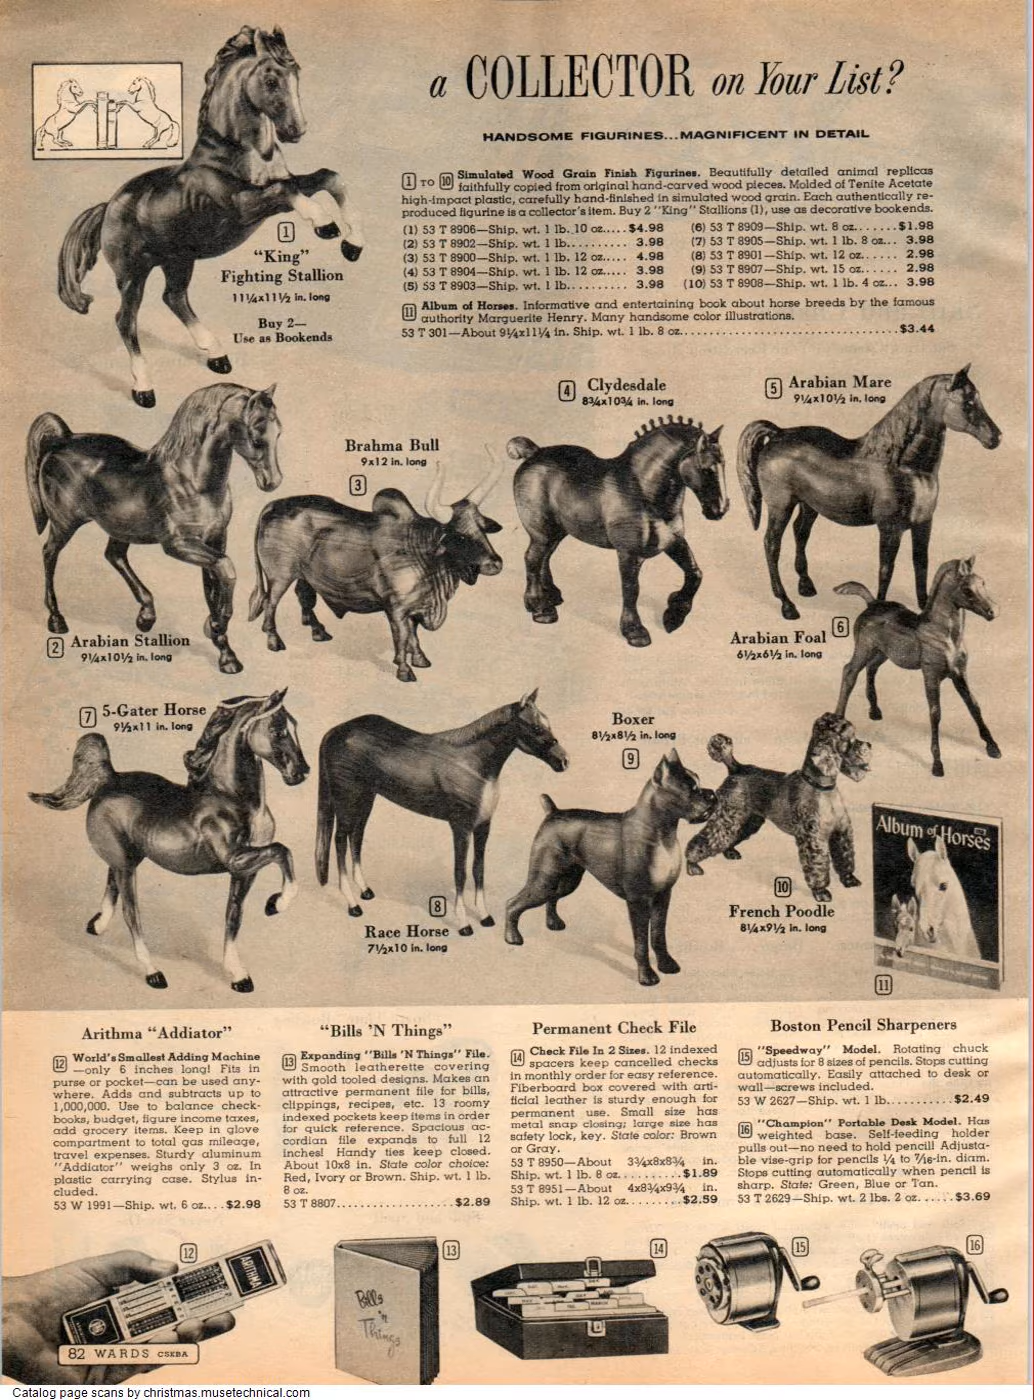 a COLLECTOR on Your List?
HANDSOME FIGURINES...MAGNIFICENT IN DETAIL
1 TO 10 Simulated Wood Grain Finish Figurines. Beautifully detailed animal replicas
faithfully copied from original hand-carved wood pieces. Molded of Tenite Acetate
high-impact plastic, carefully hand-finished in simulated wood grain. Each authentically re-
produced figurine is a collector's item. Buy 2 "King" Stallions (1), use as decorative bookends.
(1) 53 T 8906—Ship. wt. 1 lb. 10 oz.....$4.98
(2) 53 T 8902—Ship. wt. 1 lb.......... 3.98
(3) 53 T 8900—Ship. wt. 1 lb. 12 oz..... 4.98
(4) 53 T 8904—Ship. wt. 1 lb. 12 oz..... 3.98
(5) 53 T 8903—Ship. wt. 1 lb.......... 3.98
(6) 53 T 8909—Ship. wt. 8 oz.......$1.98
(7) 53 T 8905—Ship. wt. 1 lb. 8 oz... 3.98
(8) 53 T 8901—Ship. wt. 12 oz...... 2.98
(9) 53 T 8907—Ship. wt. 15 oz...... 2.98
(10) 53 T 8908—Ship. wt. 1 lb. 4 oz... 3.98
11 Album of Horses. Informative and entertaining book about horse breeds by the famous
authority Marguerite Henry. Many handsome color illustrations.
53 T 301—About 9¼x11¼ in. Ship. wt. 1 lb. 8 oz.................................$3.44
1
"King"
Fighting Stallion
11¼x11½ in. long
Buy 2—
Use as Bookends
4 Clydesdale
8¾x10¾ in. long
5 Arabian Mare
9¼x10½ in. long
Brahma Bull
9x12 in. long
3
2 Arabian Stallion
9¼x10½ in. long
Arabian Foal 6
6½x6½ in. long
7 5-Gater Horse
9½x11 in. long
Boxer
8½x8½ in. long
9
8
Race Horse
7½x10 in. long
10
French Poodle
8¼x9½ in. long
Album of Horses
11
Arithma "Addiator"
12 World's Smallest Adding Machine
—only 6 inches long! Fits in
purse or pocket—can be used any-
where. Adds and subtracts up to
1,000,000. Use to balance check-
books, budget, figure income taxes,
add grocery items. Keep in glove
compartment to total gas mileage,
travel expenses. Sturdy aluminum
"Addiator" weighs only 3 oz. In
plastic carrying case. Stylus in-
cluded.
53 W 1991—Ship. wt. 6 oz....$2.98
"Bills 'N Things"
13 Expanding "Bills 'N Things" File.
Smooth leatherette covering
with gold tooled designs. Makes an
attractive permanent file for bills,
clippings, recipes, etc. 13 roomy
indexed pockets keep items in order
for quick reference. Spacious ac-
cordian file expands to full 12
inches! Handy ties keep closed.
About 10x8 in. State color choice:
Red, Ivory or Brown. Ship. wt. 1 lb.
8 oz.
53 T 8807..................$2.89
Permanent Check File
14 Check File In 2 Sizes. 12 indexed
spacers keep cancelled checks
in monthly order for easy reference.
Fiberboard box covered with arti-
ficial leather is sturdy enough for
permanent use. Small size has
metal snap closing; large size has
safety lock, key. State color: Brown
or Gray.
53 T 8950—About 3¾x8x8¾ in.
Ship. wt. 1 lb. 8 oz..........$1.89
53 T 8951—About 4x8¾x9¾ in.
Ship. wt. 1 lb. 12 oz.........$2.59
Boston Pencil Sharpeners
15 "Speedway" Model. Rotating chuck
adjusts for 8 sizes of pencils. Stops cutting
automatically. Easily attached to desk or
wall—screws included.
53 W 2627—Ship. wt. 1 lb..........$2.49
16 "Champion" Portable Desk Model. Has
weighted base. Self-feeding holder
pulls out—no need to hold pencil! Adjusta-
ble vise-grip for pencils ¼ to 7/16-in. diam.
Stops cutting automatically when pencil is
sharp. State: Green, Blue or Tan.
53 T 2629—Ship. wt. 2 lbs. 2 oz......$3.69
12
ARITHMA
13
Bills
'n
Things
14
MARCH
15
16
82 WARDS CSKBA
Catalog page scans by christmas.musetechnical.com